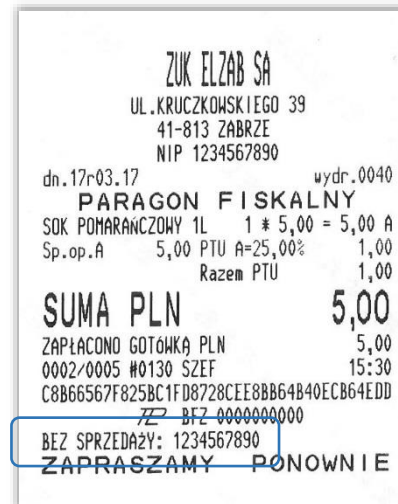 ZUK ELZAB SA
UL.KRUCZKOWSKIEGO 39
41-813 ZABRZE
NIP 1234567890
dn.17r03.17 wydr.0040
PARAGON FISKALNY
SOK POMARAŃCZOWY 1L 1 * 5,00 = 5,00 A
Sp.op.A 5,00 PTU A=25,00% 1,00
Razem PTU 1,00
SUMA PLN 5,00
ZAPŁACONO GOTÓWKĄ PLN 5,00
0002/0005 #0130 SZEF 15:30
C8B66567F825BC1FD8728CEE8BB64B40ECB64EDD
BFZ 0000000000
BEZ SPRZEDAŻY: 1234567890
ZAPRASZAMY PONOWNIE